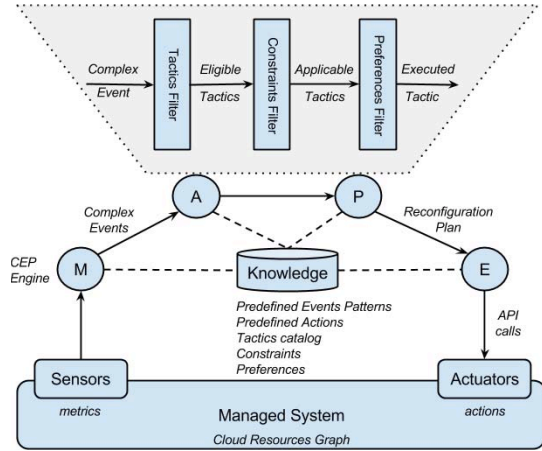 Complex
Event
Tactics Filter
Eligible
Tactics
Constraints Filter
Applicable
Tactics
Preferences Filter
Executed
Tactic
A
P
Complex
Events
Reconfiguration
Plan
CEP
Engine
M
Knowledge
E
Predefined Events Patterns
Predefined Actions
Tactics catalog
Constraints
Preferences
API
calls
Sensors
metrics
Actuators
actions
Managed System
Cloud Resources Graph